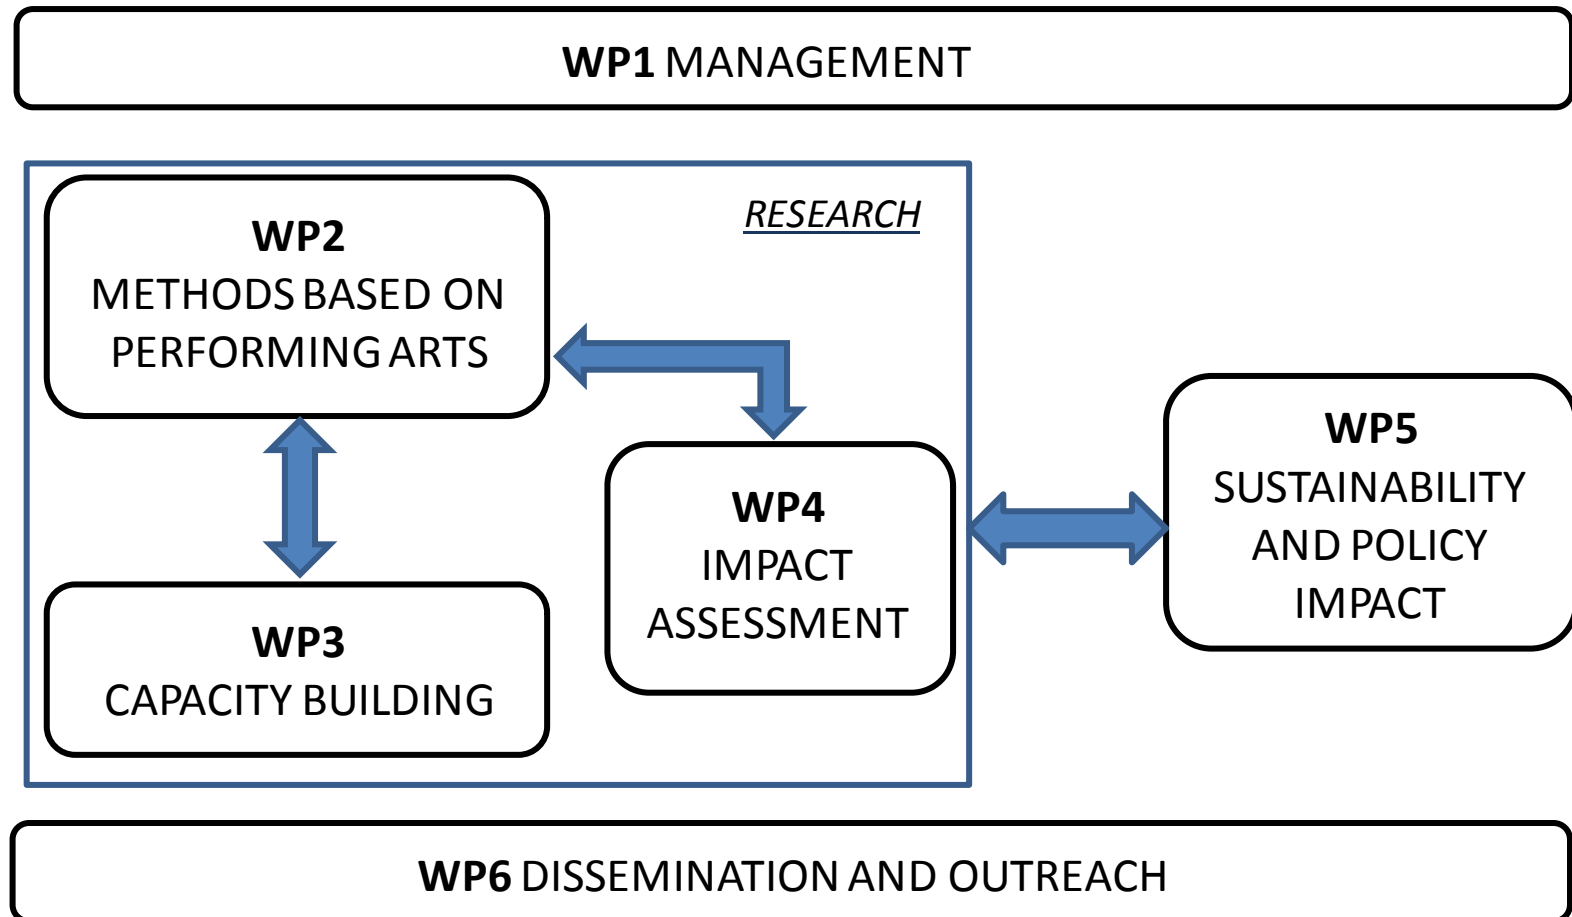 WP1 MANAGEMENT
RESEARCH
WP2
METHODS BASED ON
PERFORMING ARTS
WP3
CAPACITY BUILDING
WP4
IMPACT
ASSESSMENT
WP5
SUSTAINABILITY
AND POLICY
IMPACT
WP6 DISSEMINATION AND OUTREACH